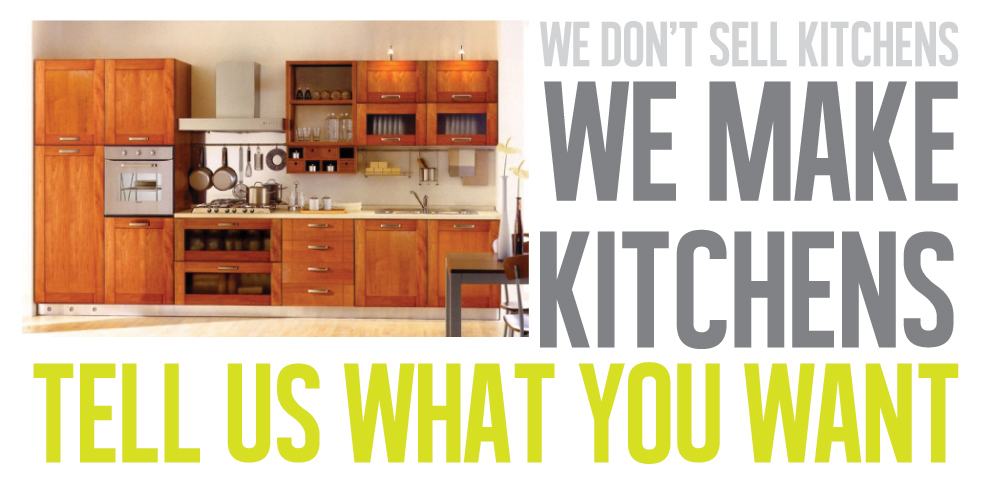 WE DON'T SELL KITCHENS
WE MAKE
KITCHENS
TELL US WHAT YOU WANT